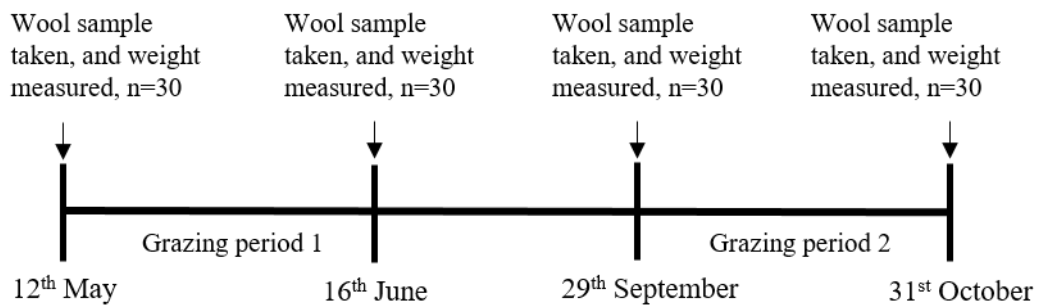 Wool sample
taken, and weight
measured, n=30
Wool sample
taken, and weight
measured, n=30
Wool sample
taken, and weight
measured, n=30
Wool sample
taken, and weight
measured, n=30
Grazing period 1
Grazing period 2
12th May
16th June
29th September
31st October